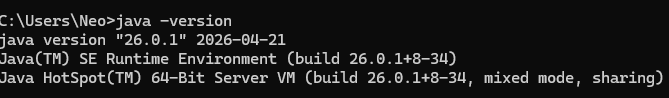 C:\Users\Neo>java -version
java version "26.0.1" 2026-04-21
Java(TM) SE Runtime Environment (build 26.0.1+8-34)
Java HotSpot(TM) 64-Bit Server VM (build 26.0.1+8-34, mixed mode, sharing)